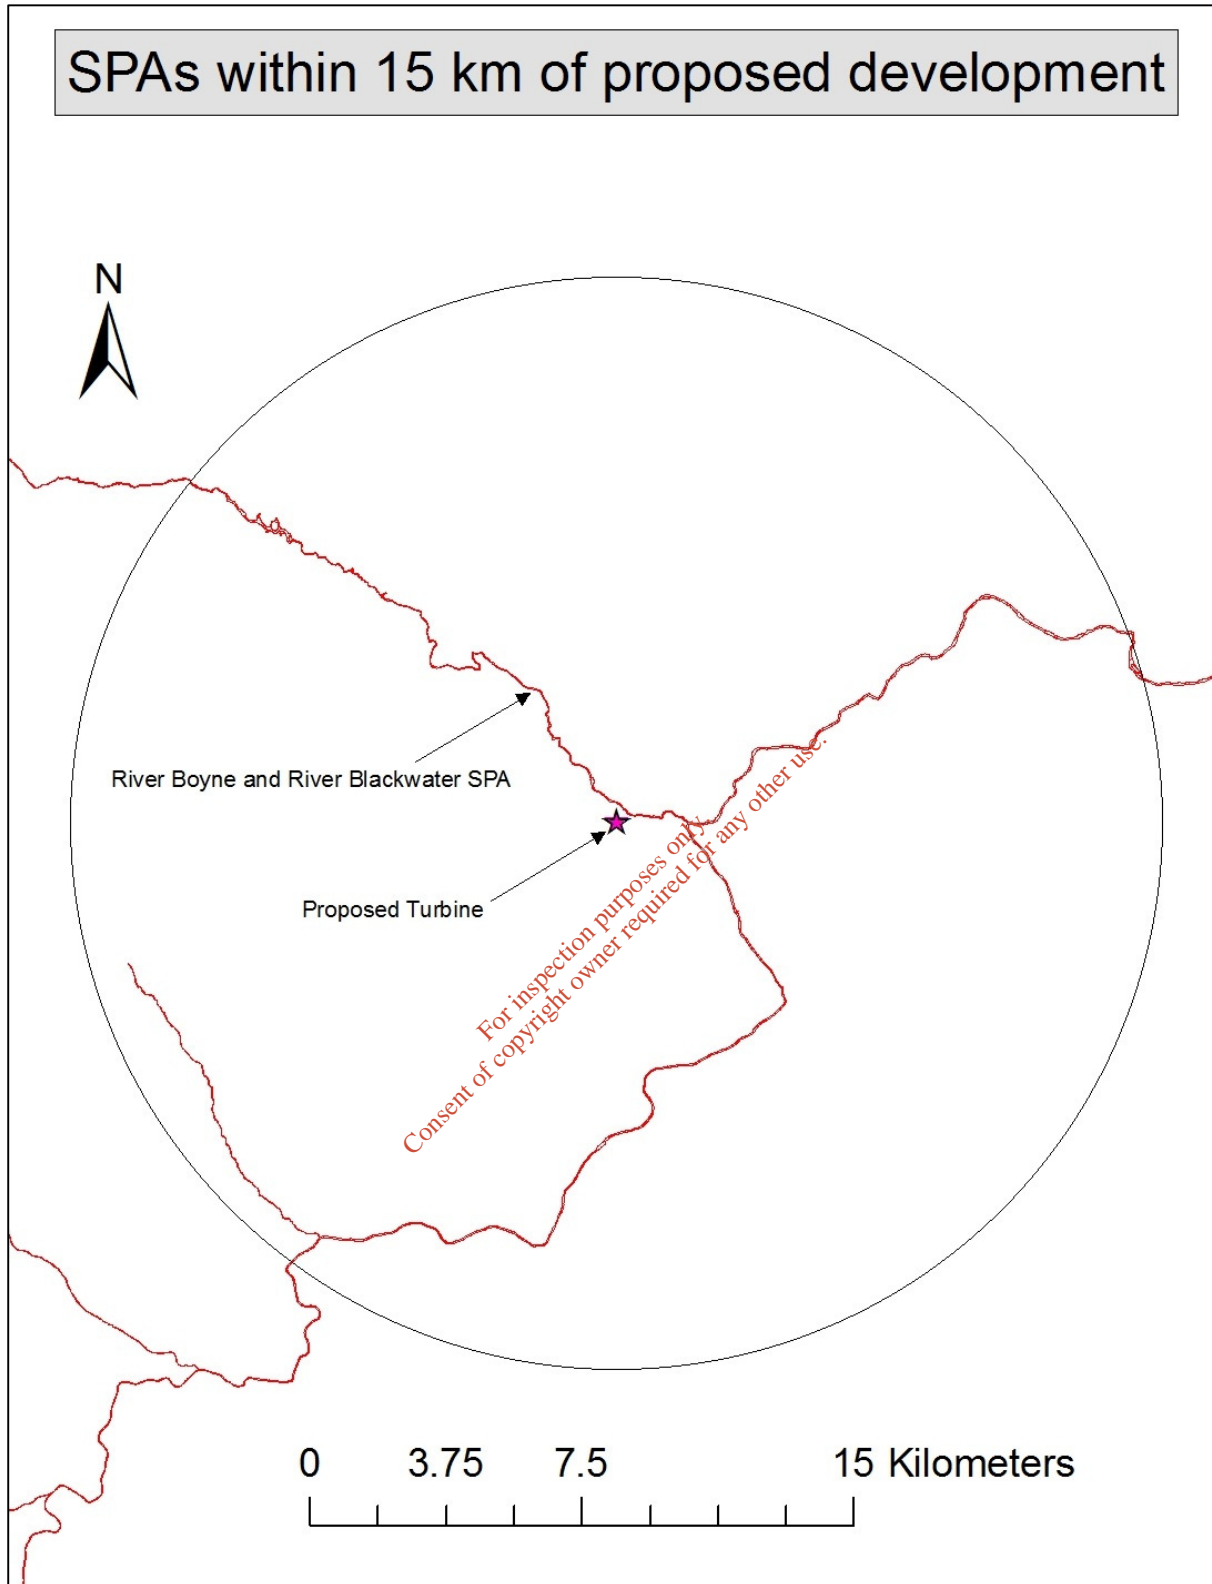 SPAs within 15 km of proposed development
N
River Boyne and River Blackwater SPA
Proposed Turbine
For inspection purposes only.
Consent of copyright owner required for any other use.
0 3.75 7.5 15 Kilometers